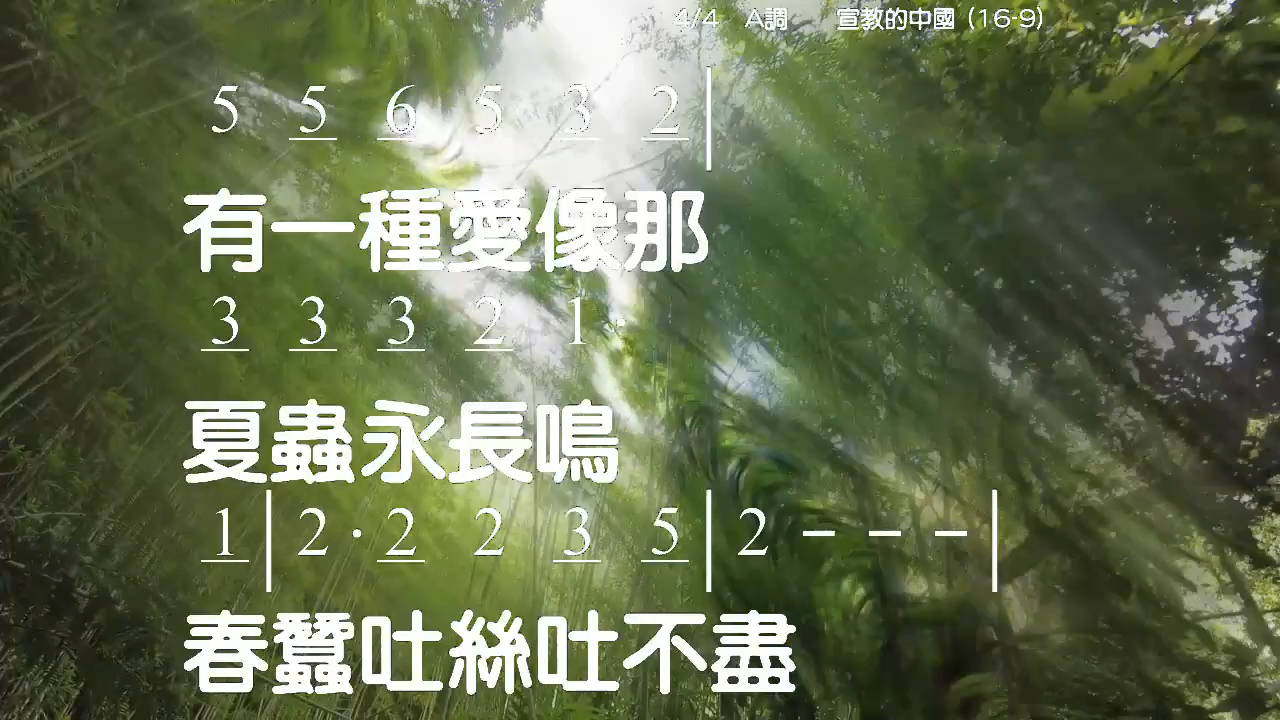 4/4 A調 宣教的中國 (16-9)
5 5 6 5 3 2 |
有一種愛像那
3 3 3 2 1
夏蟲永長鳴
1 | 2 · 2 2 3 5 | 2 - - - |
春蠶吐絲吐不盡